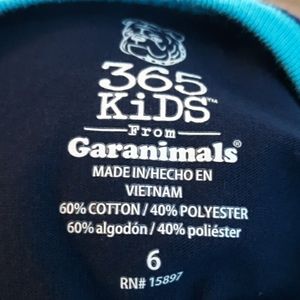 365
KiDS™
From
Garanimals®
MADE IN/HECHO EN
VIETNAM
60% COTTON / 40% POLYESTER
60% algodón / 40% poliéster
6
RN# 15897